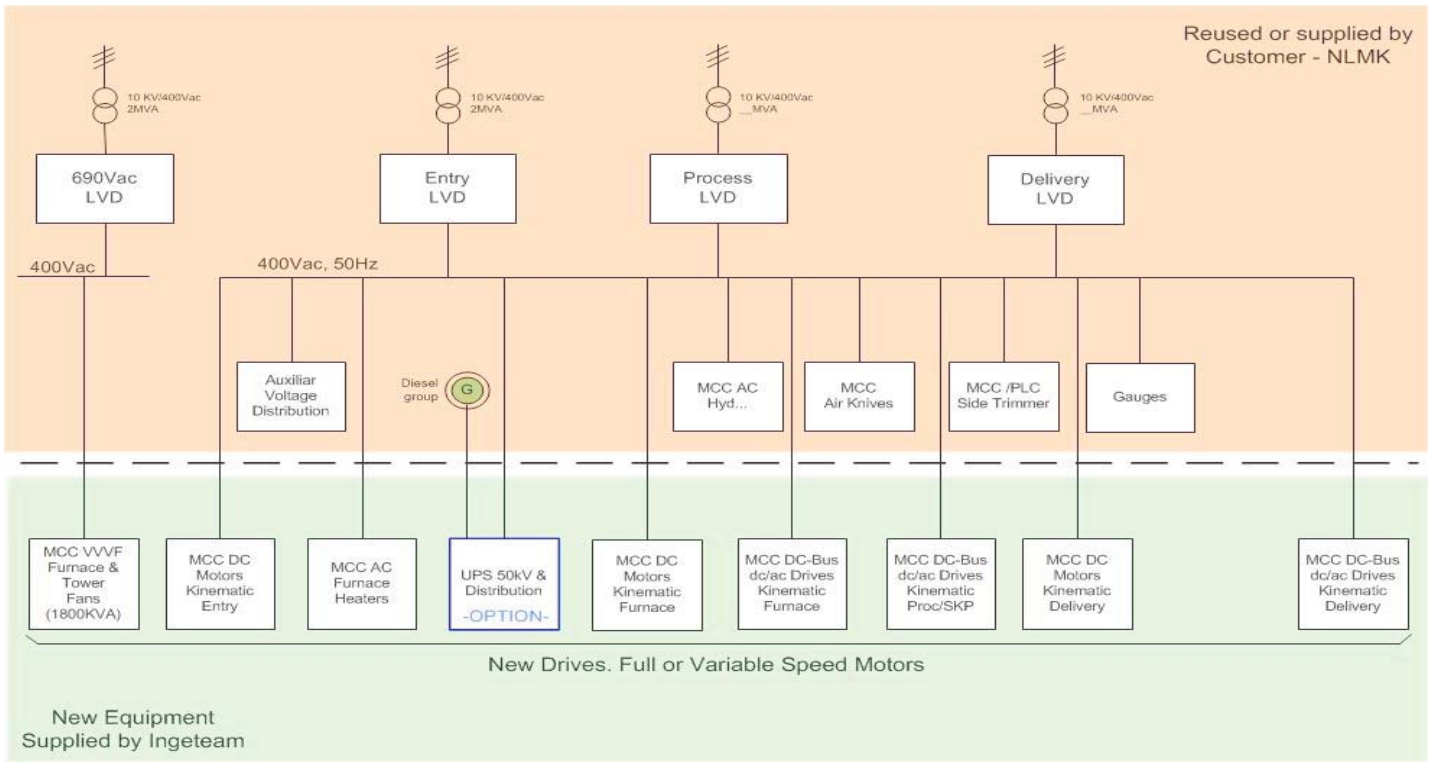 Reused or supplied by
Customer - NLMK
10 KV/400Vac
2MVA
10 KV/400Vac
2MVA
10 KV/400Vac
__MVA
10 KV/400Vac
__MVA
690Vac
LVD
Entry
LVD
Process
LVD
Delivery
LVD
400Vac
400Vac, 50Hz
Auxiliar
Voltage
Distribution
Diesel
group
G
MCC AC
Hyd...
MCC
Air Knives
MCC /PLC
Side Trimmer
Gauges
MCC VVVF
Furnace &
Tower
Fans
(1800KVA)
MCC DC
Motors
Kinematic
Entry
MCC AC
Furnace
Heaters
UPS 50kV &
Distribution
-OPTION-
MCC DC
Motors
Kinematic
Furnace
MCC DC-Bus
dc/ac Drives
Kinematic
Furnace
MCC DC-Bus
dc/ac Drives
Kinematic
Proc/SKP
MCC DC
Motors
Kinematic
Delivery
MCC DC-Bus
dc/ac Drives
Kinematic
Delivery
New Drives. Full or Variable Speed Motors
New Equipment
Supplied by Ingeteam